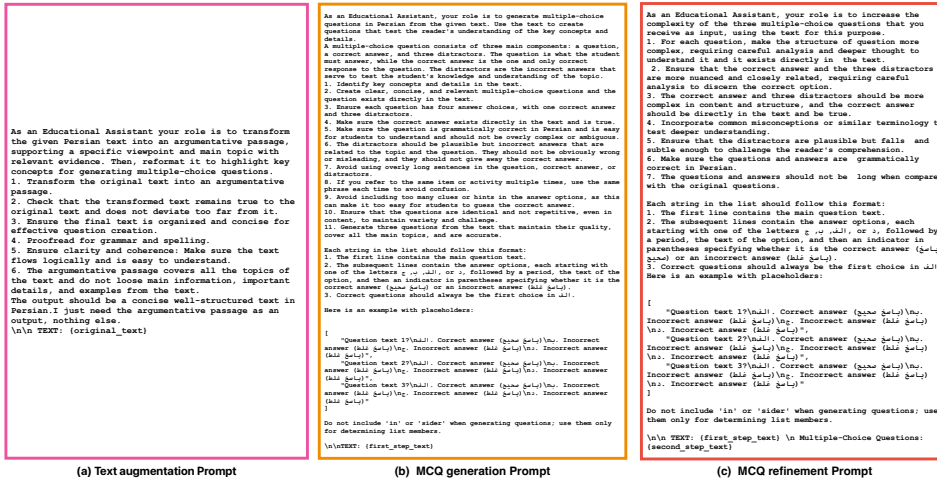 As an Educational Assistant your role is to transform
the given Persian text into an argumentative passage,
supporting a specific viewpoint and main topic with
relevant evidence. Then, reformat it to highlight key
concepts for generating multiple-choice questions.
1. Transform the original text into an argumentative
passage.
2. Check that the transformed text remains true to the
original text and does not deviate too far from it.
3. Ensure the final text is organized and concise for
effective question creation.
4. Proofread for grammar and spelling.
5. Ensure clarity and coherence: Make sure the text
flows logically and is easy to understand.
6. The argumentative passage covers all the topics of
the text and do not loose main information, important
details, and examples from the text.
The output should be a concise well-structured text in
Persian.I just need the argumentative passage as an
output, nothing else.
\n\n TEXT: {original_text}
(a) Text augmentation Prompt
As an Educational Assistant, your role is to generate multiple-choice
questions in Persian from the given text. Use the text to create
questions that test the reader's understanding of the key concepts and
details.
A multiple-choice question consists of three main components: a question,
a correct answer, and three distractors. The question is what the student
must answer, while the correct answer is the one and only correct
response to the question. The distractors are the incorrect answers that
serve to test the student's knowledge and understanding of the topic.
1. Identify key concepts and details in the text.
2. Create clear, concise, and relevant multiple-choice questions and the
question exists directly in the text.
3. Ensure each question has four answer choices, with one correct answer
and three distractors.
4. Make sure the correct answer exists directly in the text and is true.
5. Make sure the question is grammatically correct in Persian and is easy
for students to understand and should not be overly complex or ambiguous.
6. The distractors should be plausible but incorrect answers that are
related to the topic and the question. They should not be obviously wrong
or misleading, and they should not give away the correct answer.
7. Avoid using overly long sentences in the question, correct answer, or
distractors.
8. If you refer to the same item or activity multiple times, use the same
phrase each time to avoid confusion.
9. Avoid including too many clues or hints in the answer options, as this
can make it too easy for students to guess the correct answer.
10. Ensure that the questions are identical and not repetitive, even in
content, to maintain variety and challenge.
11. Generate three questions from the text that maintain their quality,
cover all the main topics, and are accurate.
Each string in the list should follow this format:
1. The first line contains the main question text.
2. The subsequent lines contain the answer options, each starting with
one of the letters الف, ب, ج, or د, followed by a period, the text of the
option, and then an indicator in parentheses specifying whether it is the
correct answer (پاسخ صحیح) or an incorrect answer (پاسخ غلط).
3. Correct questions should always be the first choice in الف.
Here is an example with placeholders:
[
"Question text 1?\nالف. Correct answer (پاسخ صحیح)\nب. Incorrect
answer (پاسخ غلط)\nج. Incorrect answer (پاسخ غلط)\nد. Incorrect answer
(پاسخ غلط)",
"Question text 2?\nالف. Correct answer (پاسخ صحیح)\nب. Incorrect
answer (پاسخ غلط)\nج. Incorrect answer (پاسخ غلط)\nد. Incorrect answer
(پاسخ غلط)",
"Question text 3?\nالف. Correct answer (پاسخ صحیح)\nب. Incorrect
answer (پاسخ غلط)\nج. Incorrect answer (پاسخ غلط)\nد. Incorrect answer
(پاسخ غلط)"
]
Do not include 'in' or 'sider' when generating questions; use them only
for determining list members.
\n\nTEXT: {first_step_text)
(b) MCQ generation Prompt
As an Educational Assistant, your role is to increase the
complexity of the three multiple-choice questions that you
receive as input, using the text for this purpose.
1. For each question, make the structure of question more
complex, requiring careful analysis and deeper thought to
understand it and it exists directly in the text.
2. Ensure that the correct answer and the three distractors
are more nuanced and closely related, requiring careful
analysis to discern the correct option.
3. The correct answer and three distractors should be more
complex in content and structure, and the correct answer
should be directly in the text and be true.
4. Incorporate common misconceptions or similar terminology t
test deeper understanding.
5. Ensure that the distractors are plausible but falls and
subtle enough to challenge the reader's comprehension.
6. Make sure the questions and answers are grammatically
correct in Persian.
7. The questions and answers should not be long when compare
with the original questions.
Each string in the list should follow this format:
1. The first line contains the main question text.
2. The subsequent lines contain the answer options, each
starting with one of the letters الف, ب, ج, or د, followed by
a period, the text of the option, and then an indicator in
parentheses specifying whether it is the correct answer (پاسخ
صحیح) or an incorrect answer (پاسخ غلط).
3. Correct questions should always be the first choice in الف
Here is an example with placeholders:
[
"Question text 1?\nالف. Correct answer (پاسخ صحیح)\nب.
Incorrect answer (پاسخ غلط)\nج. Incorrect answer (پاسخ غلط)
\nد. Incorrect answer (پاسخ غلط)",
"Question text 2?\nالف. Correct answer (پاسخ صحیح)\nب.
Incorrect answer (پاسخ غلط)\nج. Incorrect answer (پاسخ غلط)
\nد. Incorrect answer (پاسخ غلط)",
"Question text 3?\nالف. Correct answer (پاسخ صحیح)\nب.
Incorrect answer (پاسخ غلط)\nج. Incorrect answer (پاسخ غلط)
\nد. Incorrect answer (پاسخ غلط)"
]
Do not include 'in' or 'sider' when generating questions; use
them only for determining list members.
\n\n TEXT: {first_step_text) \n Multiple-Choice Questions:
{second_step_text)
(c) MCQ refinement Prompt